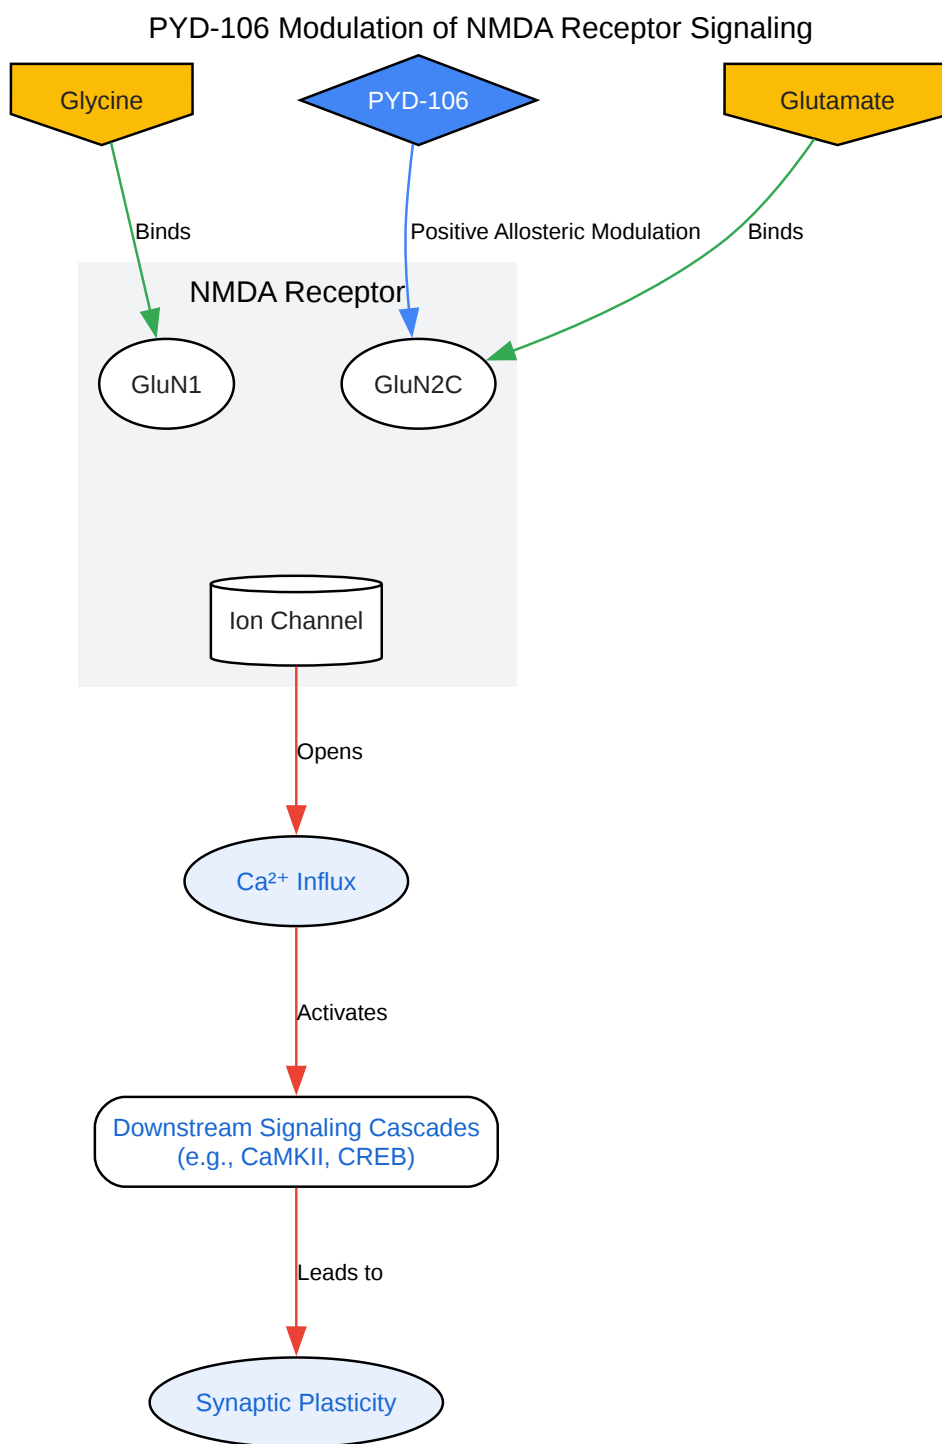 PYD-106 Modulation of NMDA Receptor Signaling
Glycine
PYD-106
Glutamate
Binds
Positive Allosteric Modulation
Binds
NMDA Receptor
GluN1
GluN2C
Ion Channel
Opens
Ca²⁺ Influx
Activates
Downstream Signaling Cascades
(e.g., CaMKII, CREB)
Leads to
Synaptic Plasticity